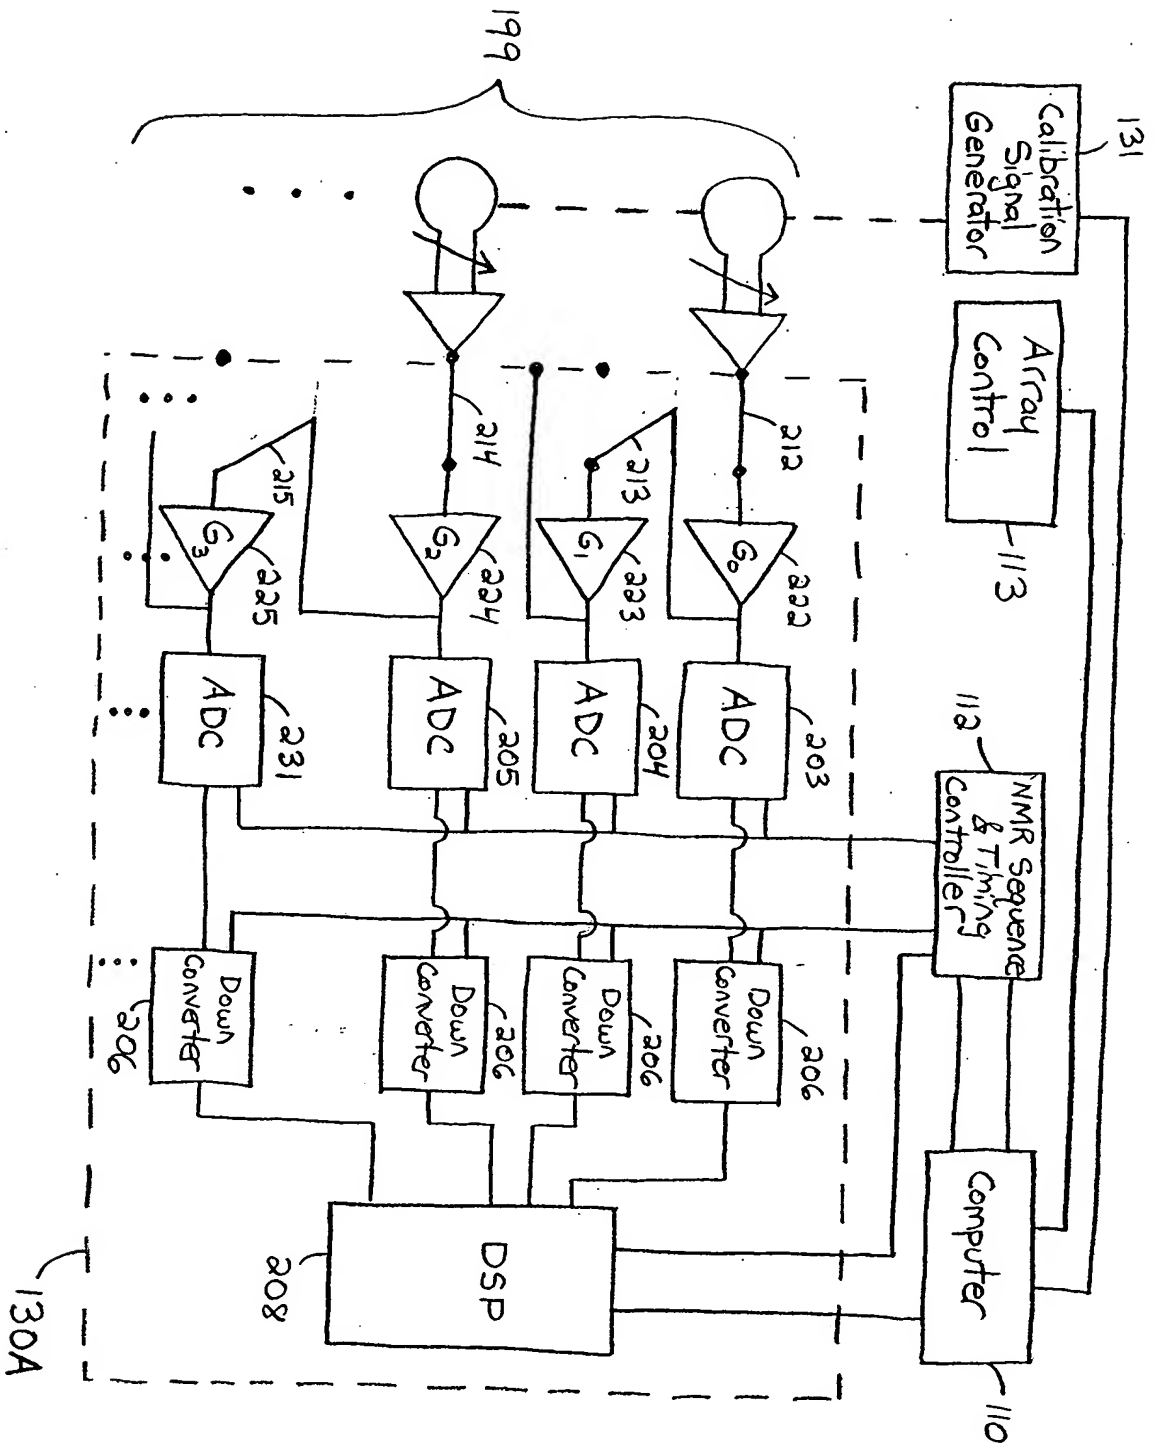 131
Calibration
Signal
Generator
Array
Control
113
112
NMR Sequence
& Timing
Controller
Computer
110
199
212
G0
222
ADC
203
Down
Converter
206
213
G1
223
ADC
204
Down
Converter
206
214
G2
224
ADC
205
Down
Converter
206
215
G3
225
ADC
231
Down
Converter
206
DSP
208
130A